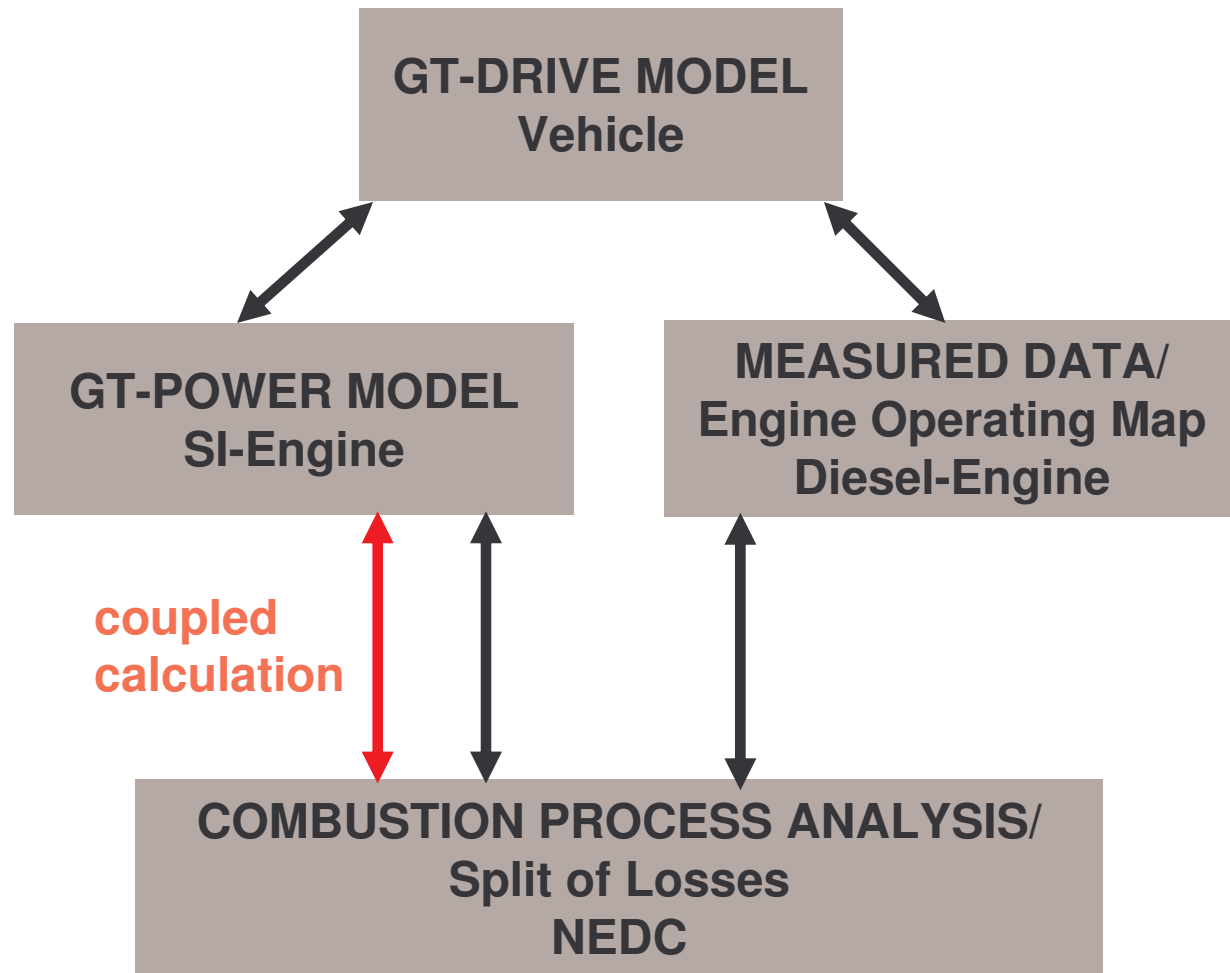 GT-DRIVE MODEL
Vehicle
GT-POWER MODEL
SI-Engine
MEASURED DATA/
Engine Operating Map
Diesel-Engine
coupled
calculation
COMBUSTION PROCESS ANALYSIS/
Split of Losses
NEDC